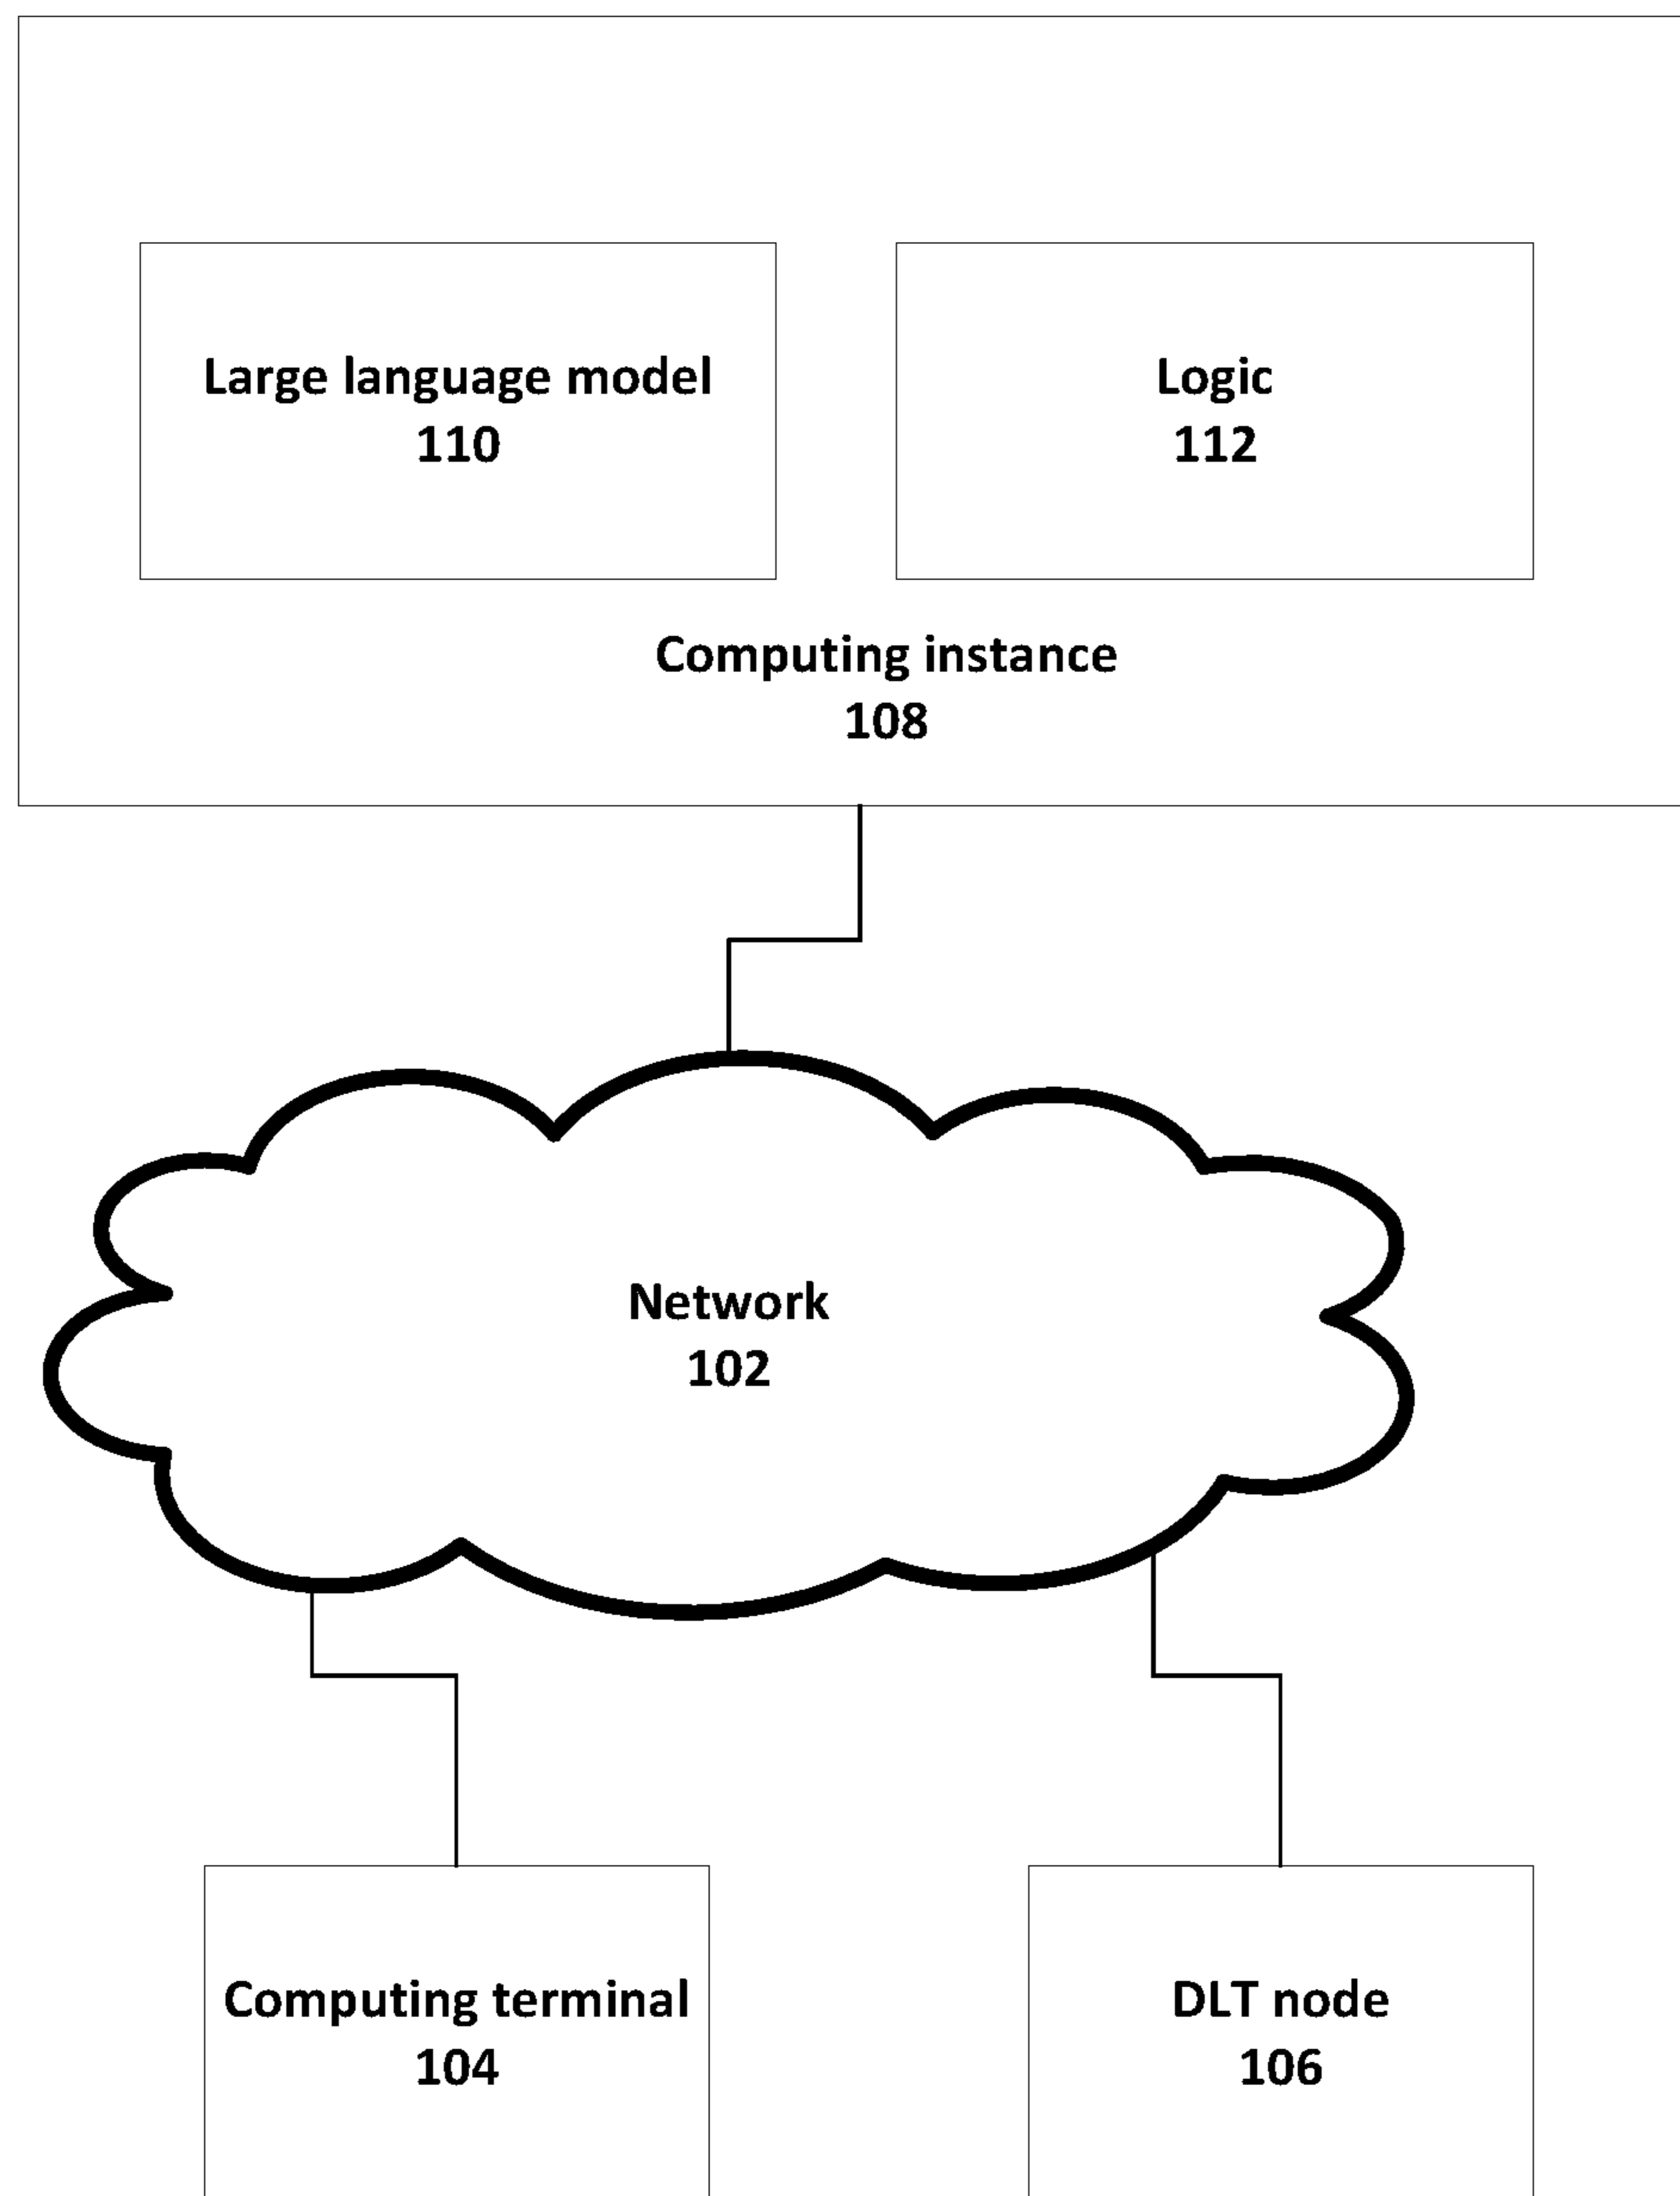 Large language model
110
Logic
112
Computing instance
108
Network
102
Computing terminal
104
DLT node
106